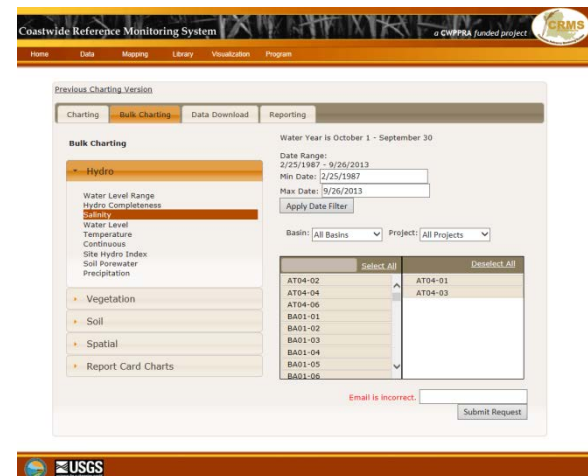 Coastwide Reference Monitoring System
a CWPPRA funded project
CRMS
Home Data Mapping Library Visualization Program
Previous Charting Version
Charting Bulk Charting Data Download Reporting
Bulk Charting
Hydro
Water Level Range
Hydro Completeness
Salinity
Water Level
Temperature
Continuous
Site Hydro Index
Soil Porewater
Precipitation
Vegetation
Soil
Spatial
Report Card Charts
Water Year is October 1 - September 30
Date Range:
2/25/1987 - 9/26/2013
Min Date: 2/25/1987
Max Date: 9/26/2013
Apply Date Filter
Basin: All Basins Project: All Projects
Select All Deselect All
AT04-02 AT04-01
AT04-04 AT04-03
AT04-06
BA01-01
BA01-02
BA01-03
BA01-04
BA01-05
BA01-06
Email is incorrect.
Submit Request
USGS